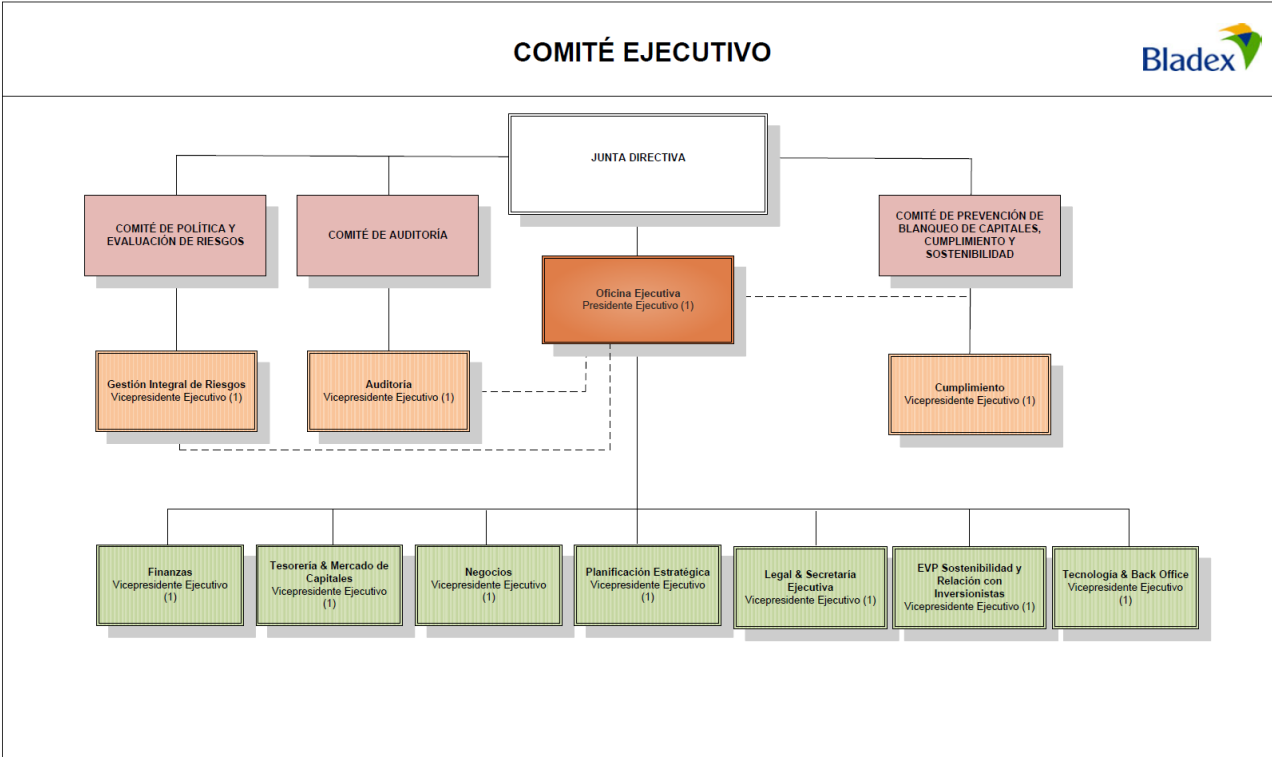 COMITÉ EJECUTIVO
Bladex
JUNTA DIRECTIVA
COMITÉ DE POLÍTICA Y
EVALUACIÓN DE RIESGOS
COMITÉ DE AUDITORÍA
COMITÉ DE PREVENCIÓN DE
BLANQUEO DE CAPITALES,
CUMPLIMIENTO Y
SOSTENIBILIDAD
Oficina Ejecutiva
Presidente Ejecutivo (1)
Gestión Integral de Riesgos
Vicepresidente Ejecutivo (1)
Auditoría
Vicepresidente Ejecutivo (1)
Cumplimiento
Vicepresidente Ejecutivo (1)
Finanzas
Vicepresidente Ejecutivo
(1)
Tesorería & Mercado de
Capitales
Vicepresidente Ejecutivo
(1)
Negocios
Vicepresidente Ejecutivo
(1)
Planificación Estratégica
Vicepresidente Ejecutivo
(1)
Legal & Secretaría
Ejecutiva
Vicepresidente Ejecutivo (1)
EVP Sostenibilidad y
Relación con
Inversionistas
Vicepresidente Ejecutivo (1)
Tecnología & Back Office
Vicepresidente Ejecutivo
(1)